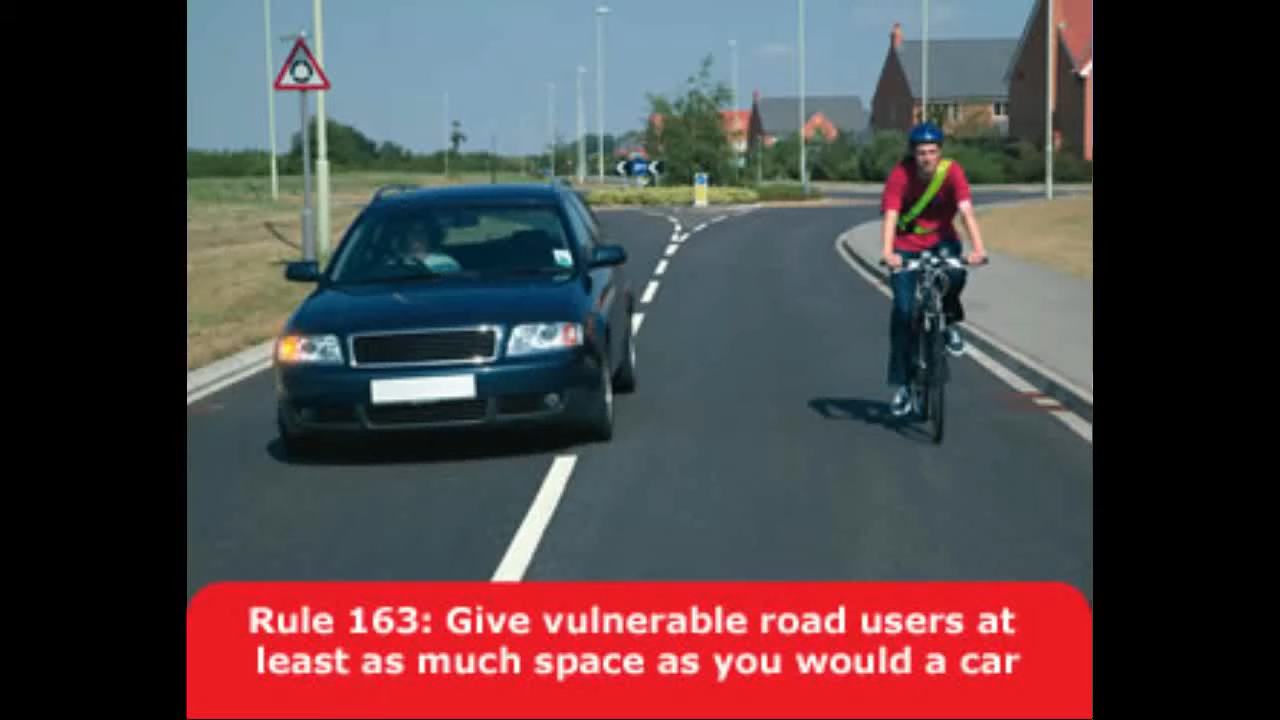 Rule 163: Give vulnerable road users at
least as much space as you would a car